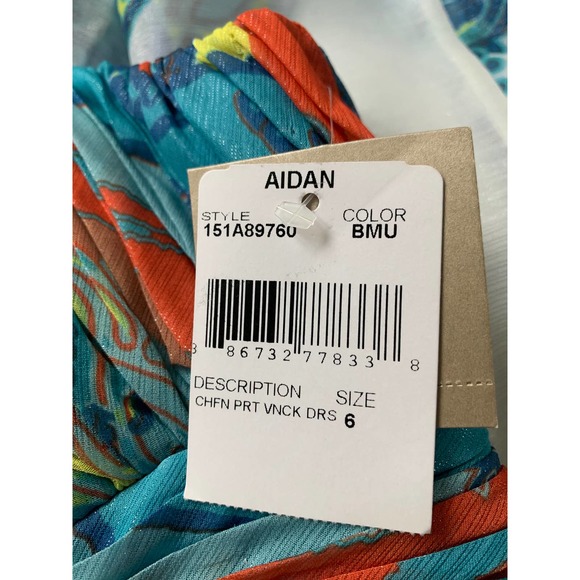 AIDAN
STYLE COLOR
151A89760 BMU
8 86732 77833 8
DESCRIPTION SIZE
CHFN PRT VNCK DRS 6